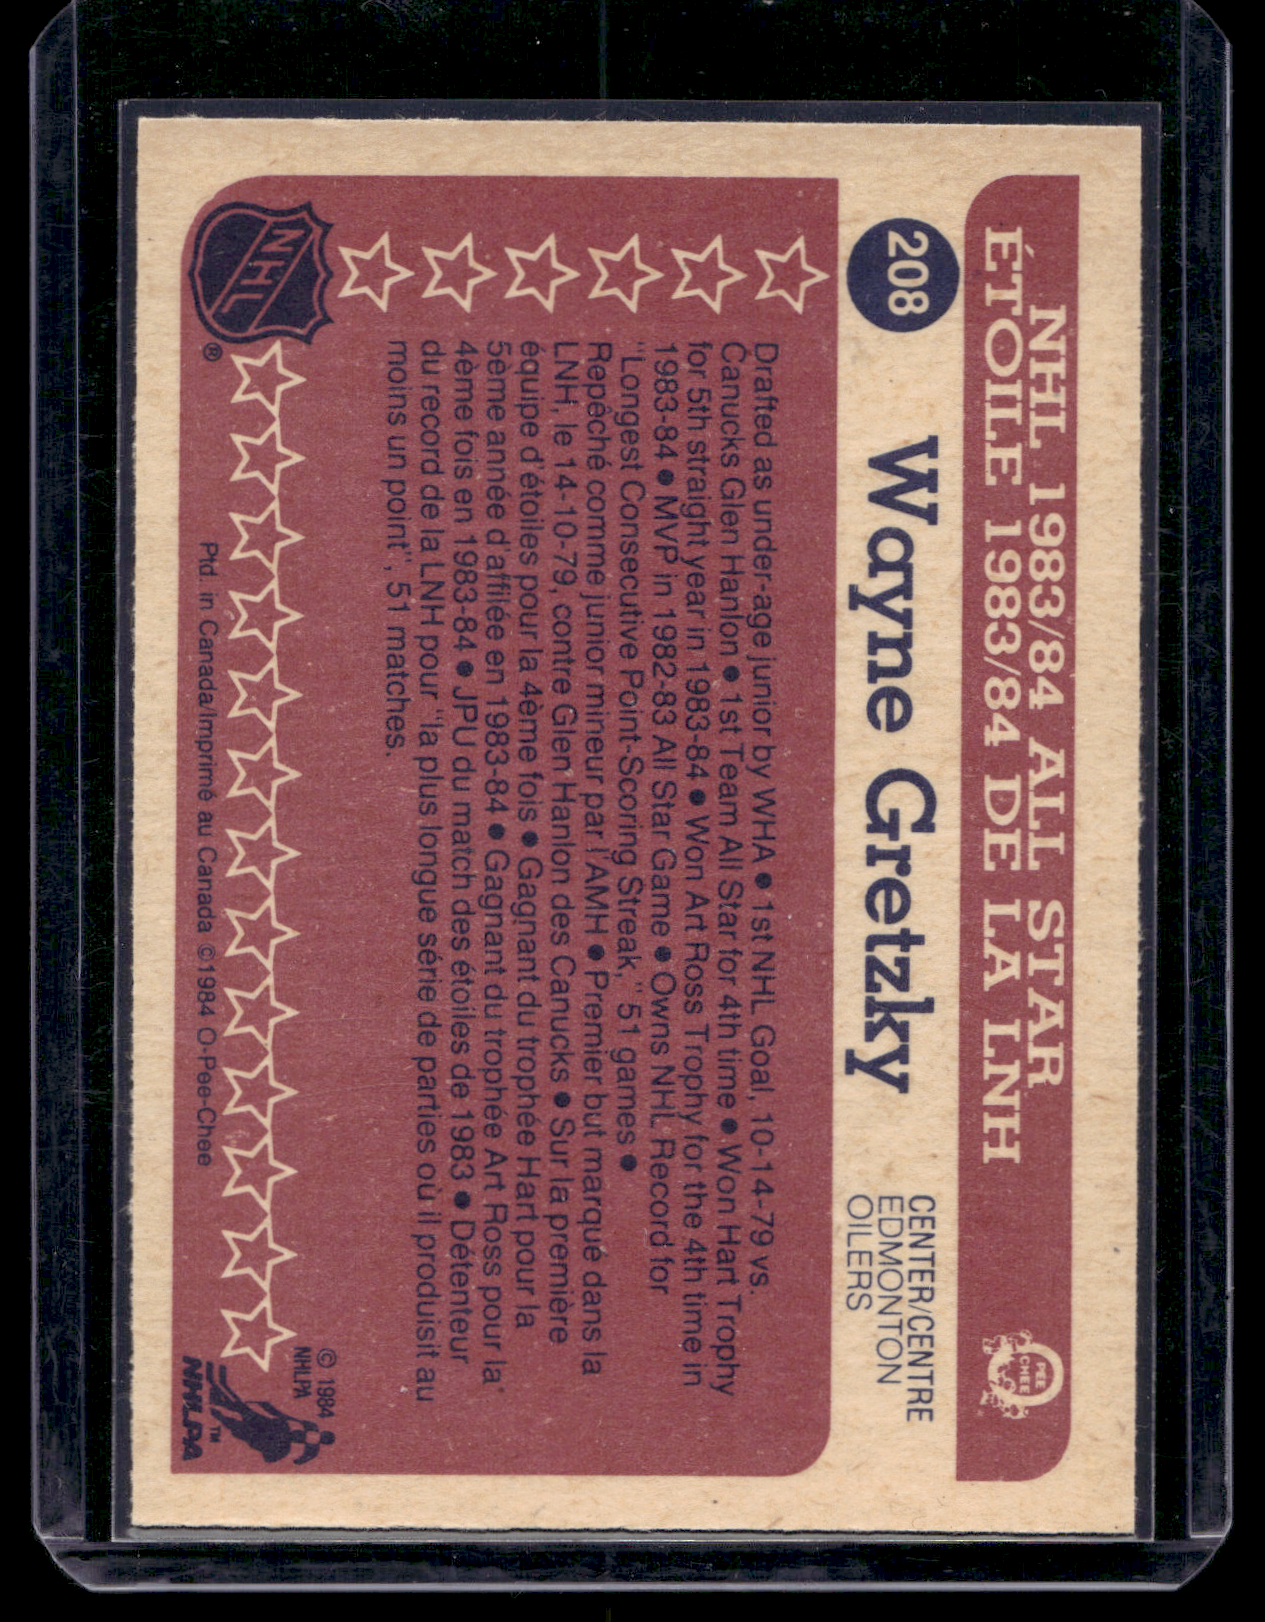 NHL 1983/84 ALL STAR
ÉTOILE 1983/84 DE LA LNH
PEE
CHEE
208
Wayne Gretzky
CENTER/CENTRE
EDMONTON
OILERS
Drafted as under-age junior by WHA ● 1st NHL Goal, 10-14-79 vs.
Canucks Glen Hanlon ● 1st Team All Star for 4th time ● Won Hart Trophy
for 5th straight year in 1983-84 ● Won Art Ross Trophy for the 4th time in
1983-84 ● MVP in 1982-83 All Star Game ● Owns NHL Record for
"Longest Consecutive Point-Scoring Streak," 51 games ●
Repêché comme junior mineur par l'AMH ● Premier but marqué dans la
LNH, le 14-10-79, contre Glen Hanlon des Canucks ● Sur la première
équipe d'étoiles pour la 4ème fois ● Gagnant du trophée Hart pour la
5ème année d'affilée en 1983-84 ● Gagnant du trophée Art Ross pour la
4ème fois en 1983-84 ● JPU du match des étoiles de 1983 ● Détenteur
du record de la LNH pour "la plus longue série de parties où il produisit au
moins un point", 51 matches.
NHL
®
© 1984
NHLPA
Ptd. in Canada/Imprimé au Canada ©1984 O-Pee-Chee
TM
NHLPA